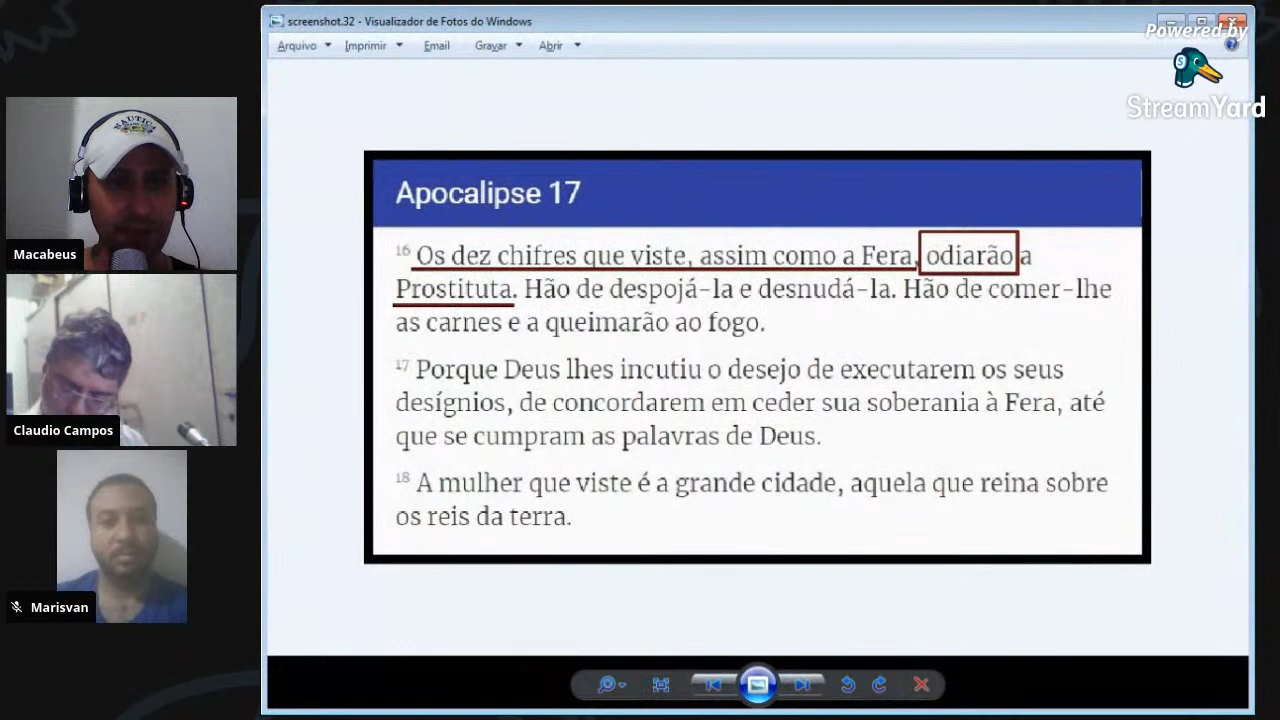 screenshot.32 - Visualizador de Fotos do Windows
Arquivo Imprimir Email Gravar Abrir
Powered by
StreamYard
NAUTICA
Macabeus
Claudio Campos
Marisvan
Apocalipse 17
16 Os dez chifres que viste, assim como a Fera, odiarão a
Prostituta. Hão de despojá-la e desnudá-la. Hão de comer-lhe
as carnes e a queimarão ao fogo.
17 Porque Deus lhes incutiu o desejo de executarem os seus
desígnios, de concordarem em ceder sua soberania à Fera, até
que se cumpram as palavras de Deus.
18 A mulher que viste é a grande cidade, aquela que reina sobre
os reis da terra.